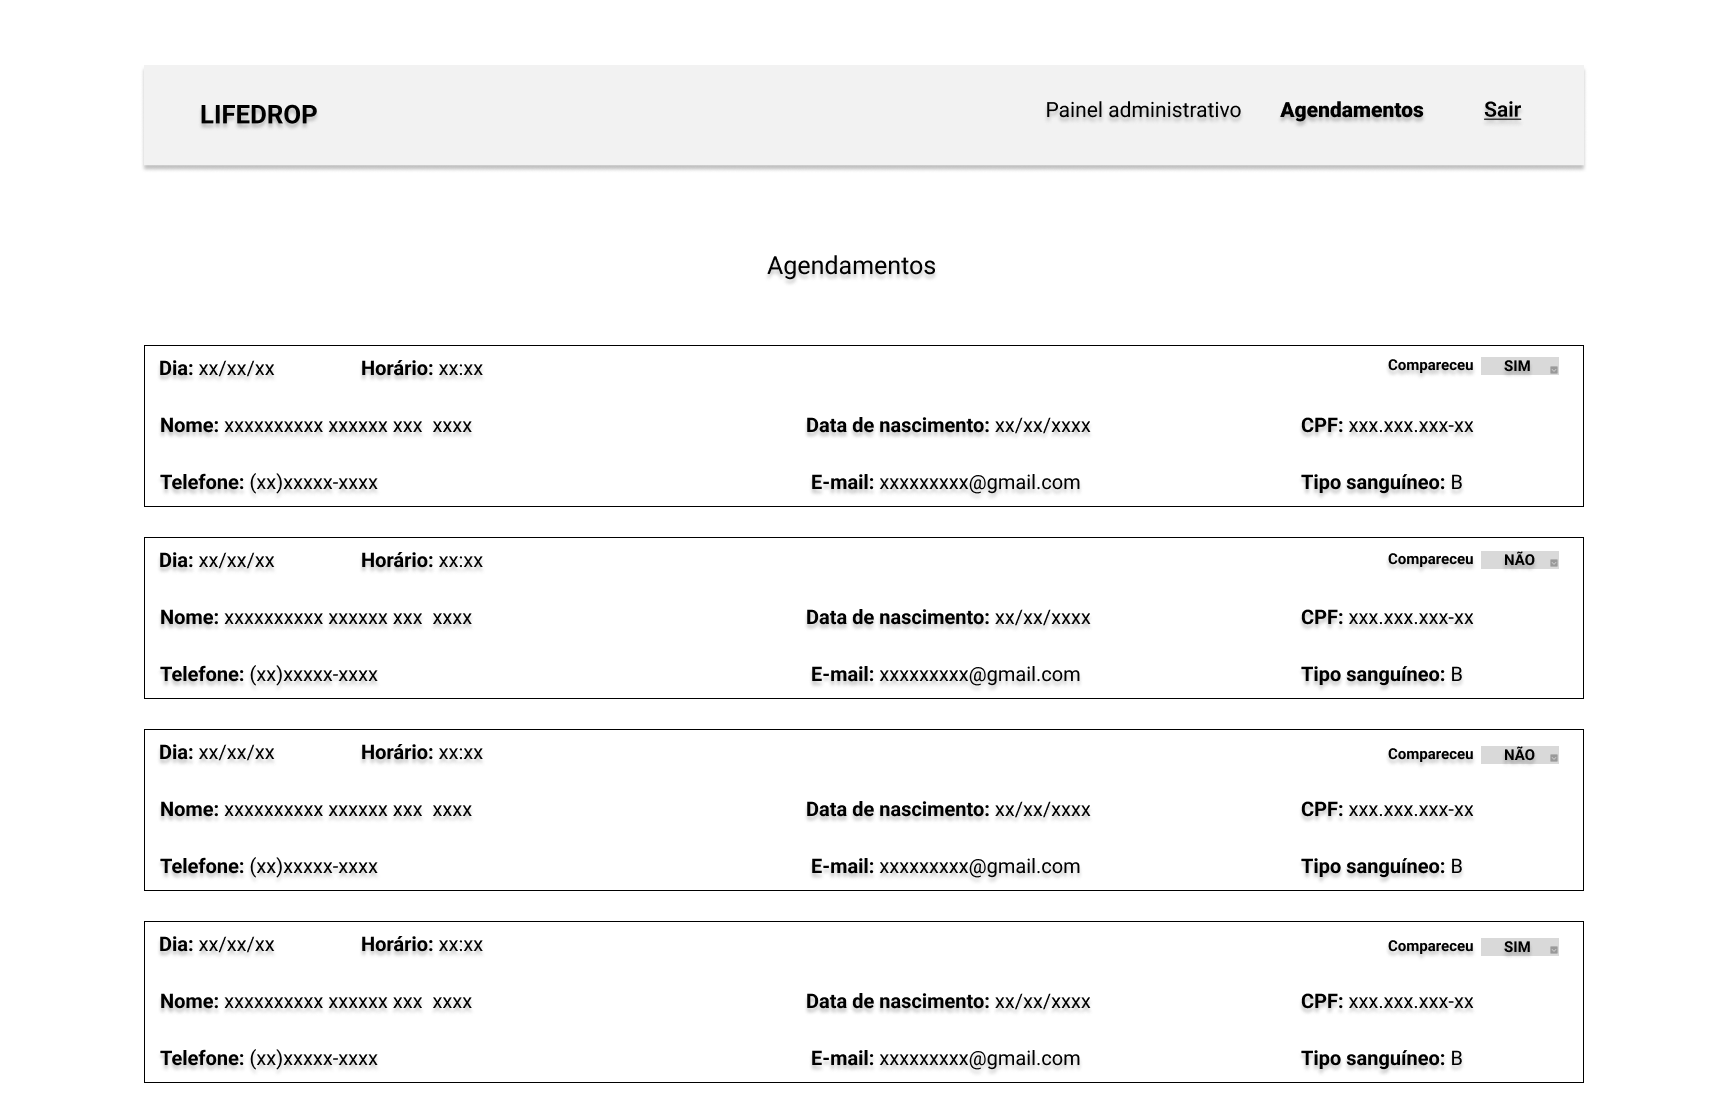 LIFEDROP Painel administrativo Agendamentos Sair
Agendamentos
Dia: xx/xx/xx Horário: xx:xx Compareceu SIM
Nome: xxxxxxxxxx xxxxxx xxx  xxxx Data de nascimento: xx/xx/xxxx CPF: xxx.xxx.xxx-xx
Telefone: (xx)xxxxx-xxxx E-mail: xxxxxxxxx@gmail.com Tipo sanguíneo: B
Dia: xx/xx/xx Horário: xx:xx Compareceu NÃO
Nome: xxxxxxxxxx xxxxxx xxx  xxxx Data de nascimento: xx/xx/xxxx CPF: xxx.xxx.xxx-xx
Telefone: (xx)xxxxx-xxxx E-mail: xxxxxxxxx@gmail.com Tipo sanguíneo: B
Dia: xx/xx/xx Horário: xx:xx Compareceu NÃO
Nome: xxxxxxxxxx xxxxxx xxx  xxxx Data de nascimento: xx/xx/xxxx CPF: xxx.xxx.xxx-xx
Telefone: (xx)xxxxx-xxxx E-mail: xxxxxxxxx@gmail.com Tipo sanguíneo: B
Dia: xx/xx/xx Horário: xx:xx Compareceu SIM
Nome: xxxxxxxxxx xxxxxx xxx  xxxx Data de nascimento: xx/xx/xxxx CPF: xxx.xxx.xxx-xx
Telefone: (xx)xxxxx-xxxx E-mail: xxxxxxxxx@gmail.com Tipo sanguíneo: B